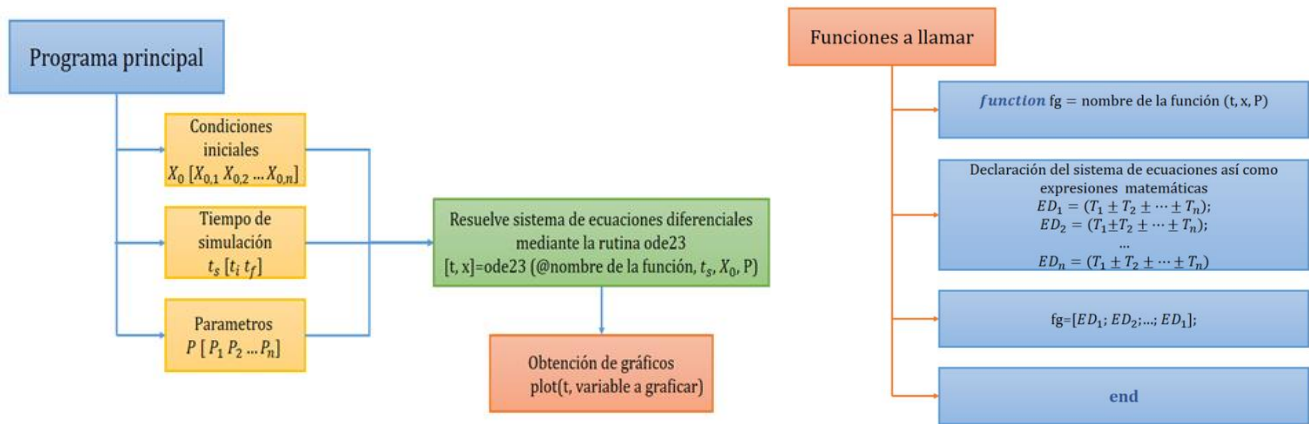 Programa principal
Condiciones
iniciales
X₀ [X₀,₁ X₀,₂ … X₀,ₙ]
Tiempo de
simulación
tₛ [tᵢ t_f]
Parametros
P [ P₁ P₂ … Pₙ]
Resuelve sistema de ecuaciones diferenciales
mediante la rutina ode23
[t, x]=ode23 (@nombre de la función, tₛ, X₀, P)
Obtención de gráficos
plot(t, variable a graficar)
Funciones a llamar
function fg = nombre de la función (t, x, P)
Declaración del sistema de ecuaciones así como
expresiones matemáticas
ED₁ = (T₁ ± T₂ ± ⋯ ± Tₙ);
ED₂ = (T₁±T₂ ± ⋯ ± Tₙ);
…
EDₙ = (T₁ ± T₂ ± ⋯ ± Tₙ)
fg=[ED₁; ED₂;…; ED₁];
end